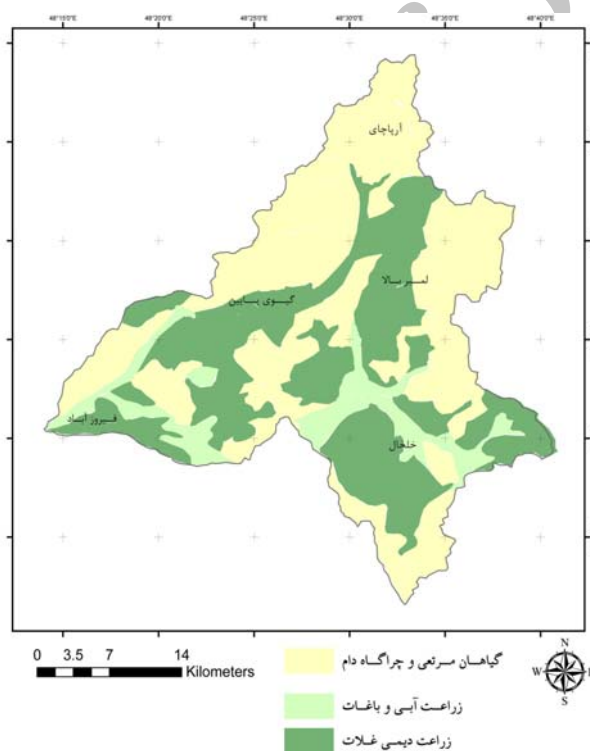 48°15'0"E 48°20'0"E 48°25'0"E 48°30'0"E 48°35'0"E 48°40'0"E
آرپاچای
لمبر بالا
گیوی پایین
فیروز آباد
خلخال
0 3.5 7 14
Kilometers
N
W
S
گیاهان مرتعی و چراگاه دام
زراعت آبی و باغات
زراعت دیمی غلات